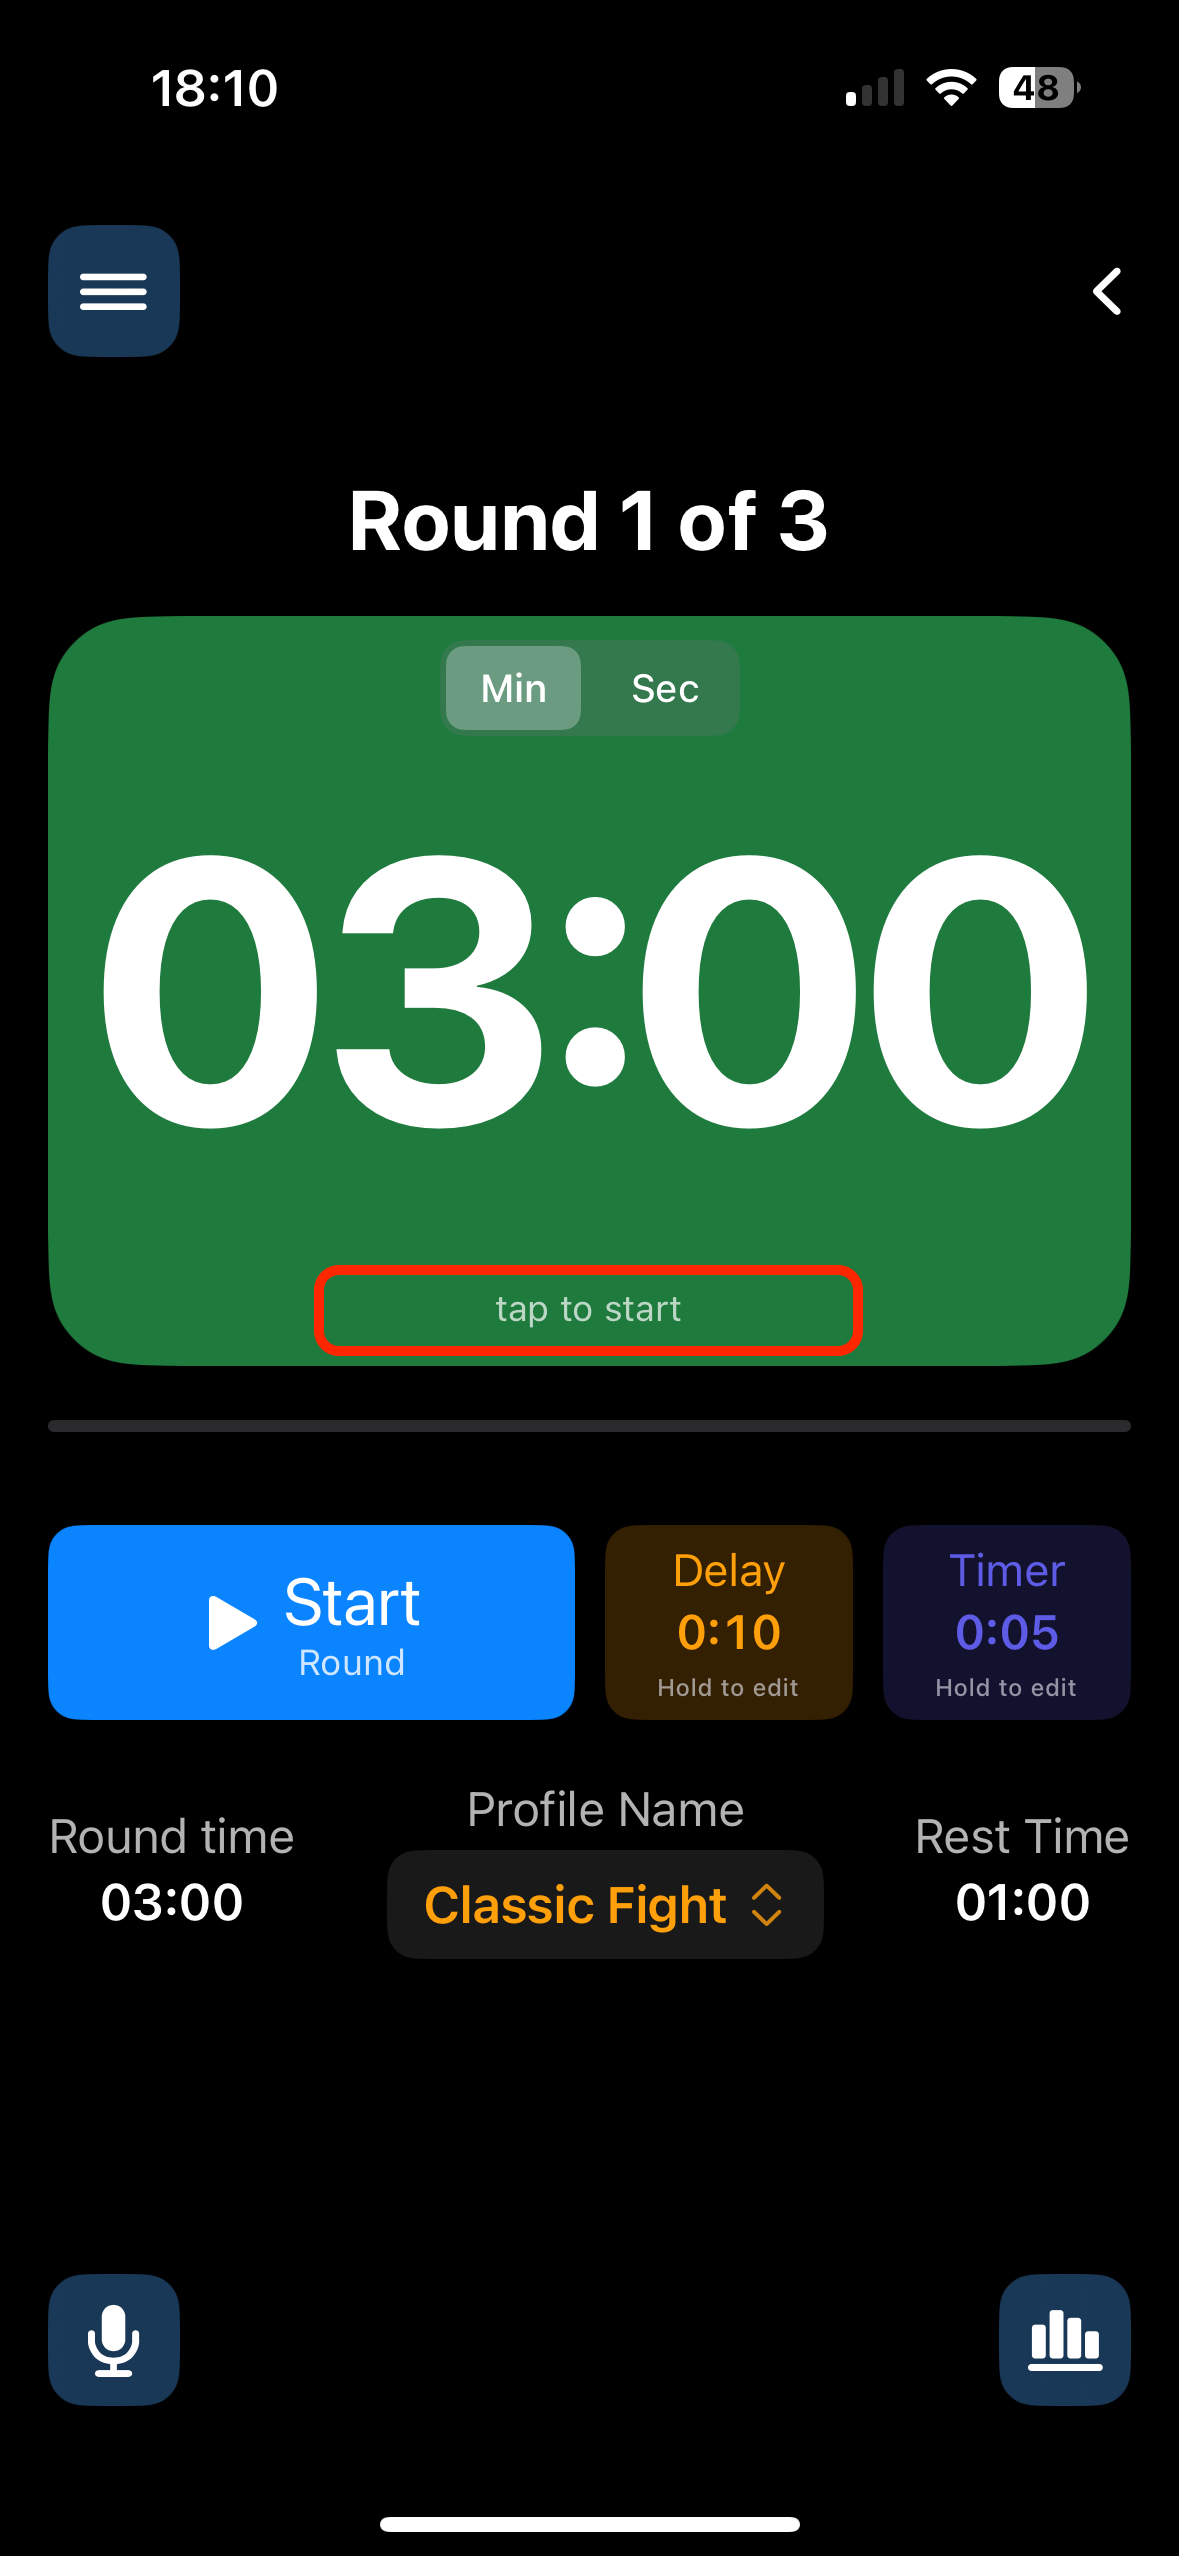 18:10
48
Round 1 of 3
Min Sec
03:00
tap to start
Start
Round
Delay
0:10
Hold to edit
Timer
0:05
Hold to edit
Round time
03:00
Profile Name
Classic Fight
Rest Time
01:00